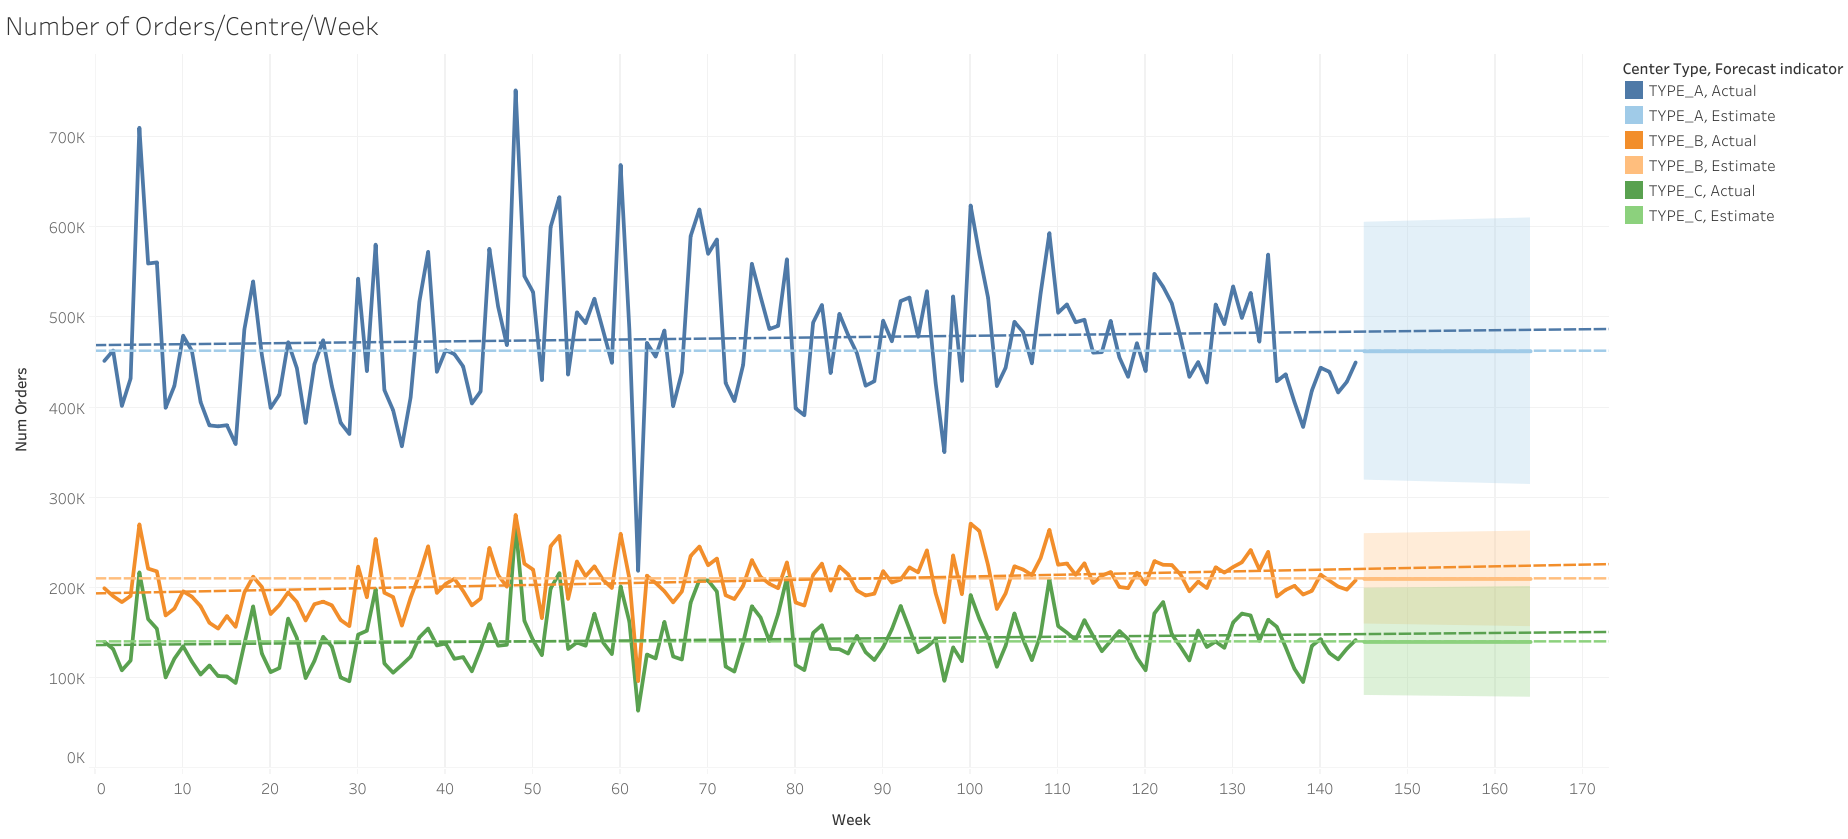 Number of Orders/Centre/Week
Center Type, Forecast indicator
TYPE_A, Actual
TYPE_A, Estimate
TYPE_B, Actual
TYPE_B, Estimate
TYPE_C, Actual
TYPE_C, Estimate
Num Orders
700K
600K
500K
400K
300K
200K
100K
0K
0 10 20 30 40 50 60 70 80 90 100 110 120 130 140 150 160 170
Week